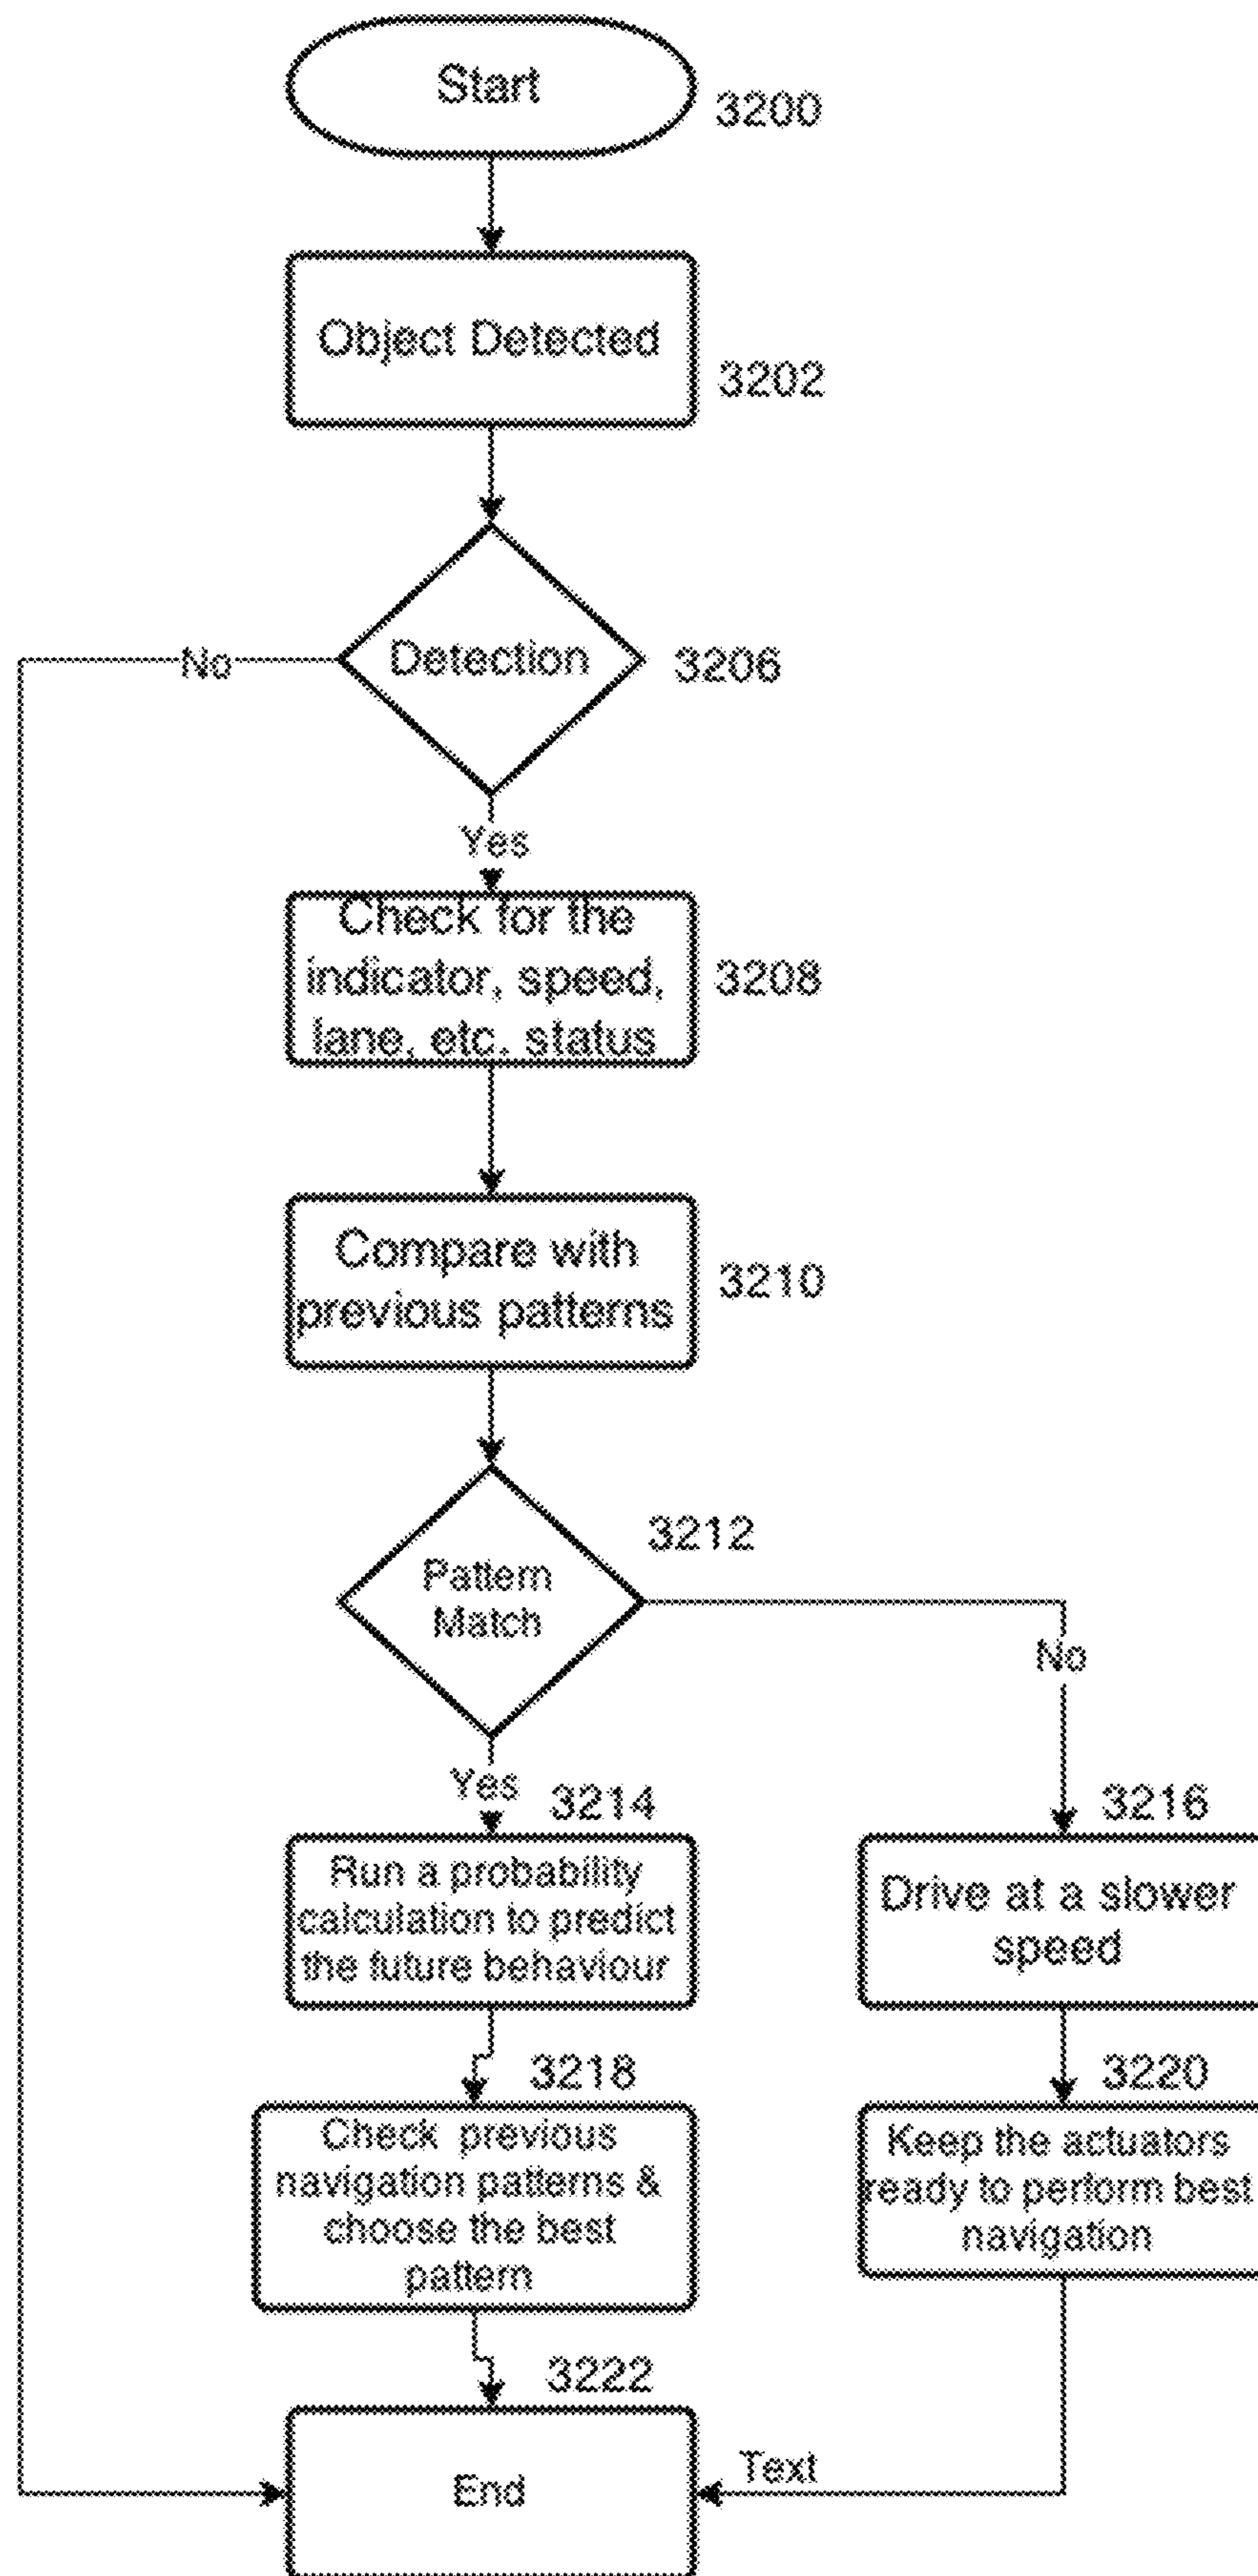 Start
3200
Object Detected
3202
No
Detection
3206
Yes
Check for the
indicator, speed,
lane, etc. status
3208
Compare with
previous patterns
3210
3212
Pattern
Match
No
Yes
3214
3216
Run a probability
calculation to predict
the future behaviour
Drive at a slower
speed
3218
3220
Check previous
navigation patterns &
choose the best
pattern
Keep the actuators
ready to perform best
navigation
3222
End
Text